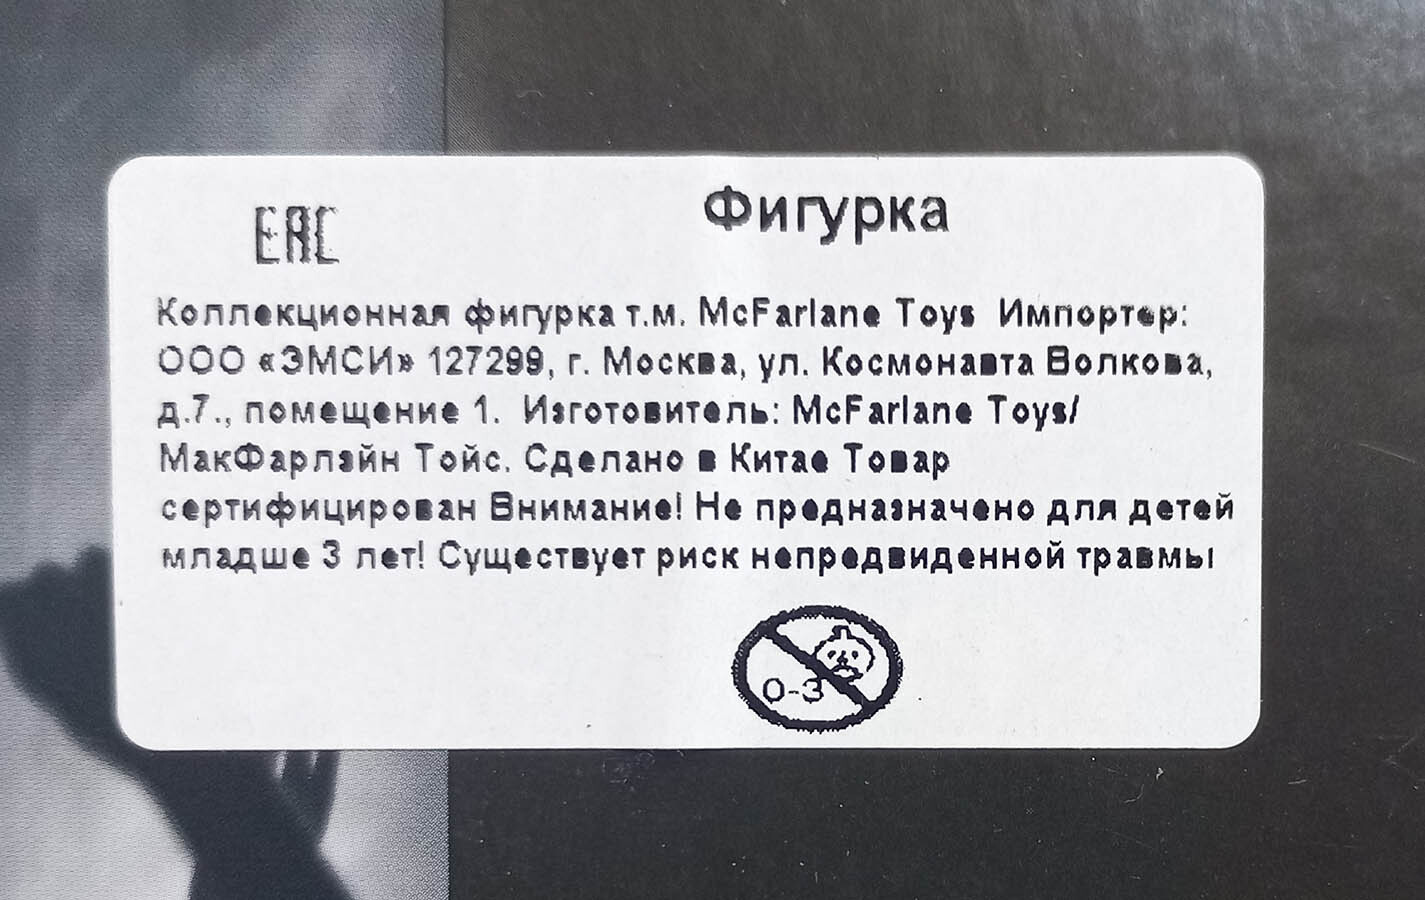 EAC
Фигурка
Коллекционная фигурка т.м. McFarlane Toys Импортер:
ООО «ЭМСИ» 127299, г. Москва, ул. Космонавта Волкова,
д.7., помещение 1. Изготовитель: McFarlane Toys/
МакФарлэйн Тойс. Сделано в Китае Товар
сертифицирован Внимание! Не предназначено для детей
младше 3 лет! Существует риск непредвиденной травмы
0-3